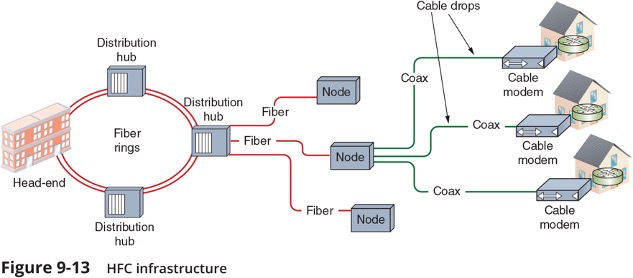 Cable drops
Distribution
hub
Coax
Cable
modem
Distribution
hub
Node
Fiber
Fiber
rings
Fiber
Node
Coax
Cable
modem
Head-end
Coax
Fiber
Node
Cable
modem
Distribution
hub
Figure 9-13 HFC infrastructure